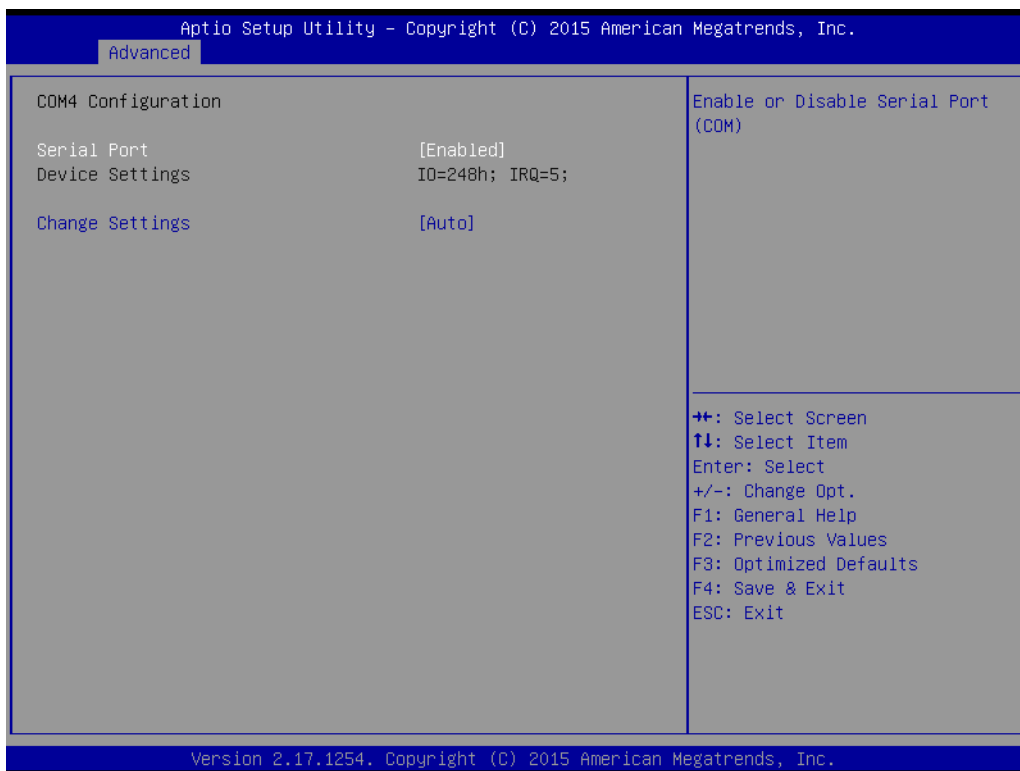 Aptio Setup Utility – Copyright (C) 2015 American Megatrends, Inc.
Advanced
COM4 Configuration
Serial Port [Enabled]
Device Settings IO=248h; IRQ=5;
Change Settings [Auto]
Enable or Disable Serial Port
(COM)
→←: Select Screen
↑↓: Select Item
Enter: Select
+/-: Change Opt.
F1: General Help
F2: Previous Values
F3: Optimized Defaults
F4: Save & Exit
ESC: Exit
Version 2.17.1254. Copyright (C) 2015 American Megatrends, Inc.